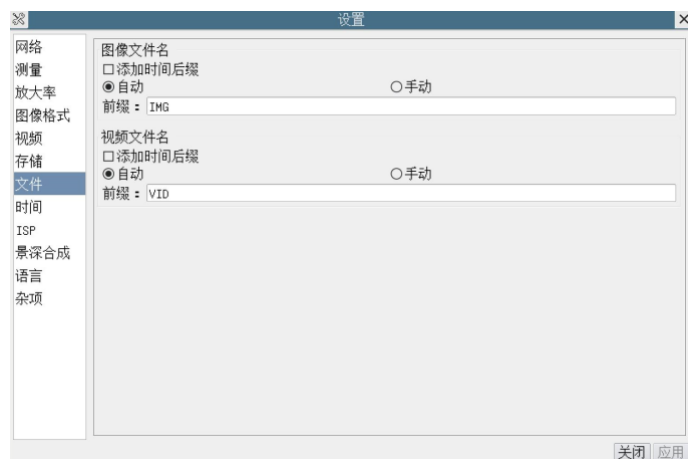 设置
网络
测量
放大率
图像格式
视频
存储
文件
时间
ISP
景深合成
语言
杂项
图像文件名
添加时间后缀
自动 手动
前缀： IMG
视频文件名
添加时间后缀
自动 手动
前缀： VID
关闭 应用